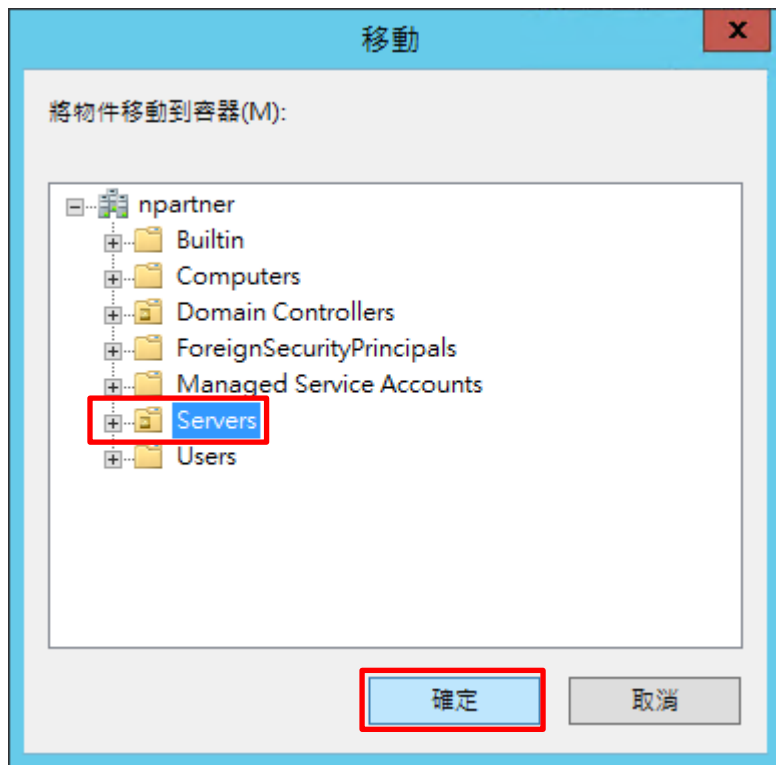 移動
x
將物件移動到容器(M):
npartner
Builtin
Computers
Domain Controllers
ForeignSecurityPrincipals
Managed Service Accounts
Servers
Users
確定 取消